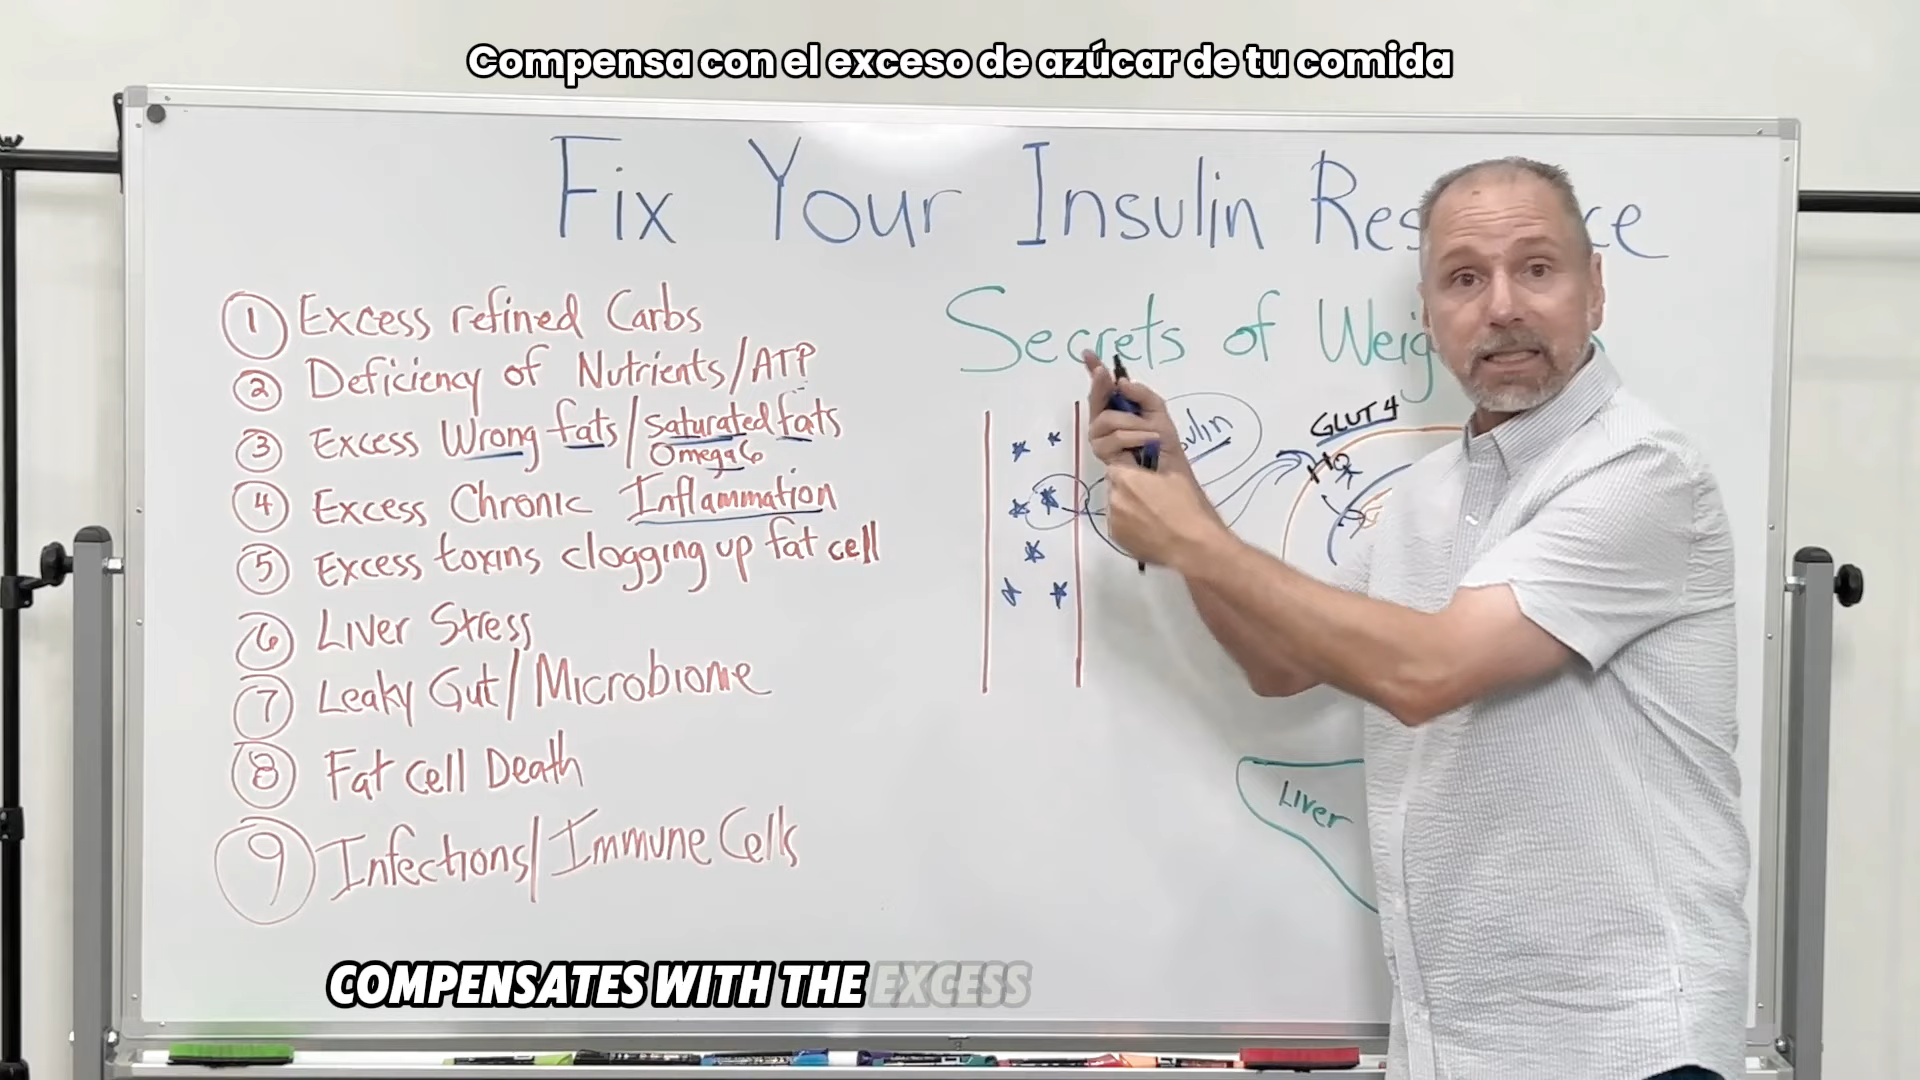 Compensa con el exceso de azúcar de tu comida
Fix Your Insulin Res ce
Secrets of Weig
1 Excess refined Carbs
2 Deficiency of Nutrients/ATP
3 Excess Wrong fats/Saturated fats
Omega 6
4 Excess Chronic Inflammation
5 Excess toxins clogging up fat cell
6 Liver Stress
7 Leaky Gut/Microbiome
8 Fat cell Death
9 Infections/Immune Cells
GLUT 4
Liver
COMPENSATES WITH THE EXCESS